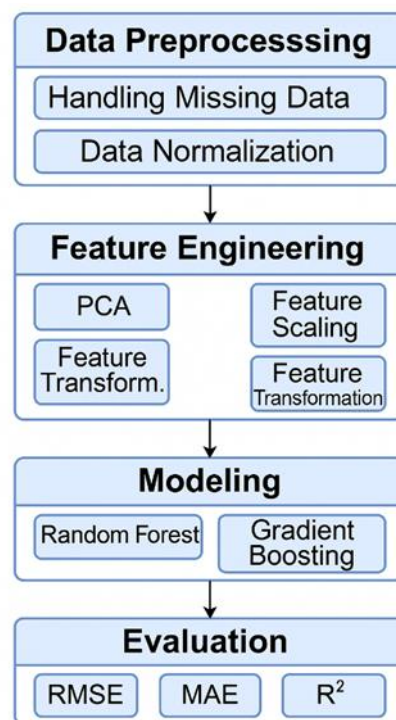 Data Preprocesssing
Handling Missing Data
Data Normalization
Feature Engineering
PCA
Feature
Scaling
Feature
Transform.
Feature
Transformation
Modeling
Random Forest
Gradient
Boosting
Evaluation
RMSE
MAE
R²